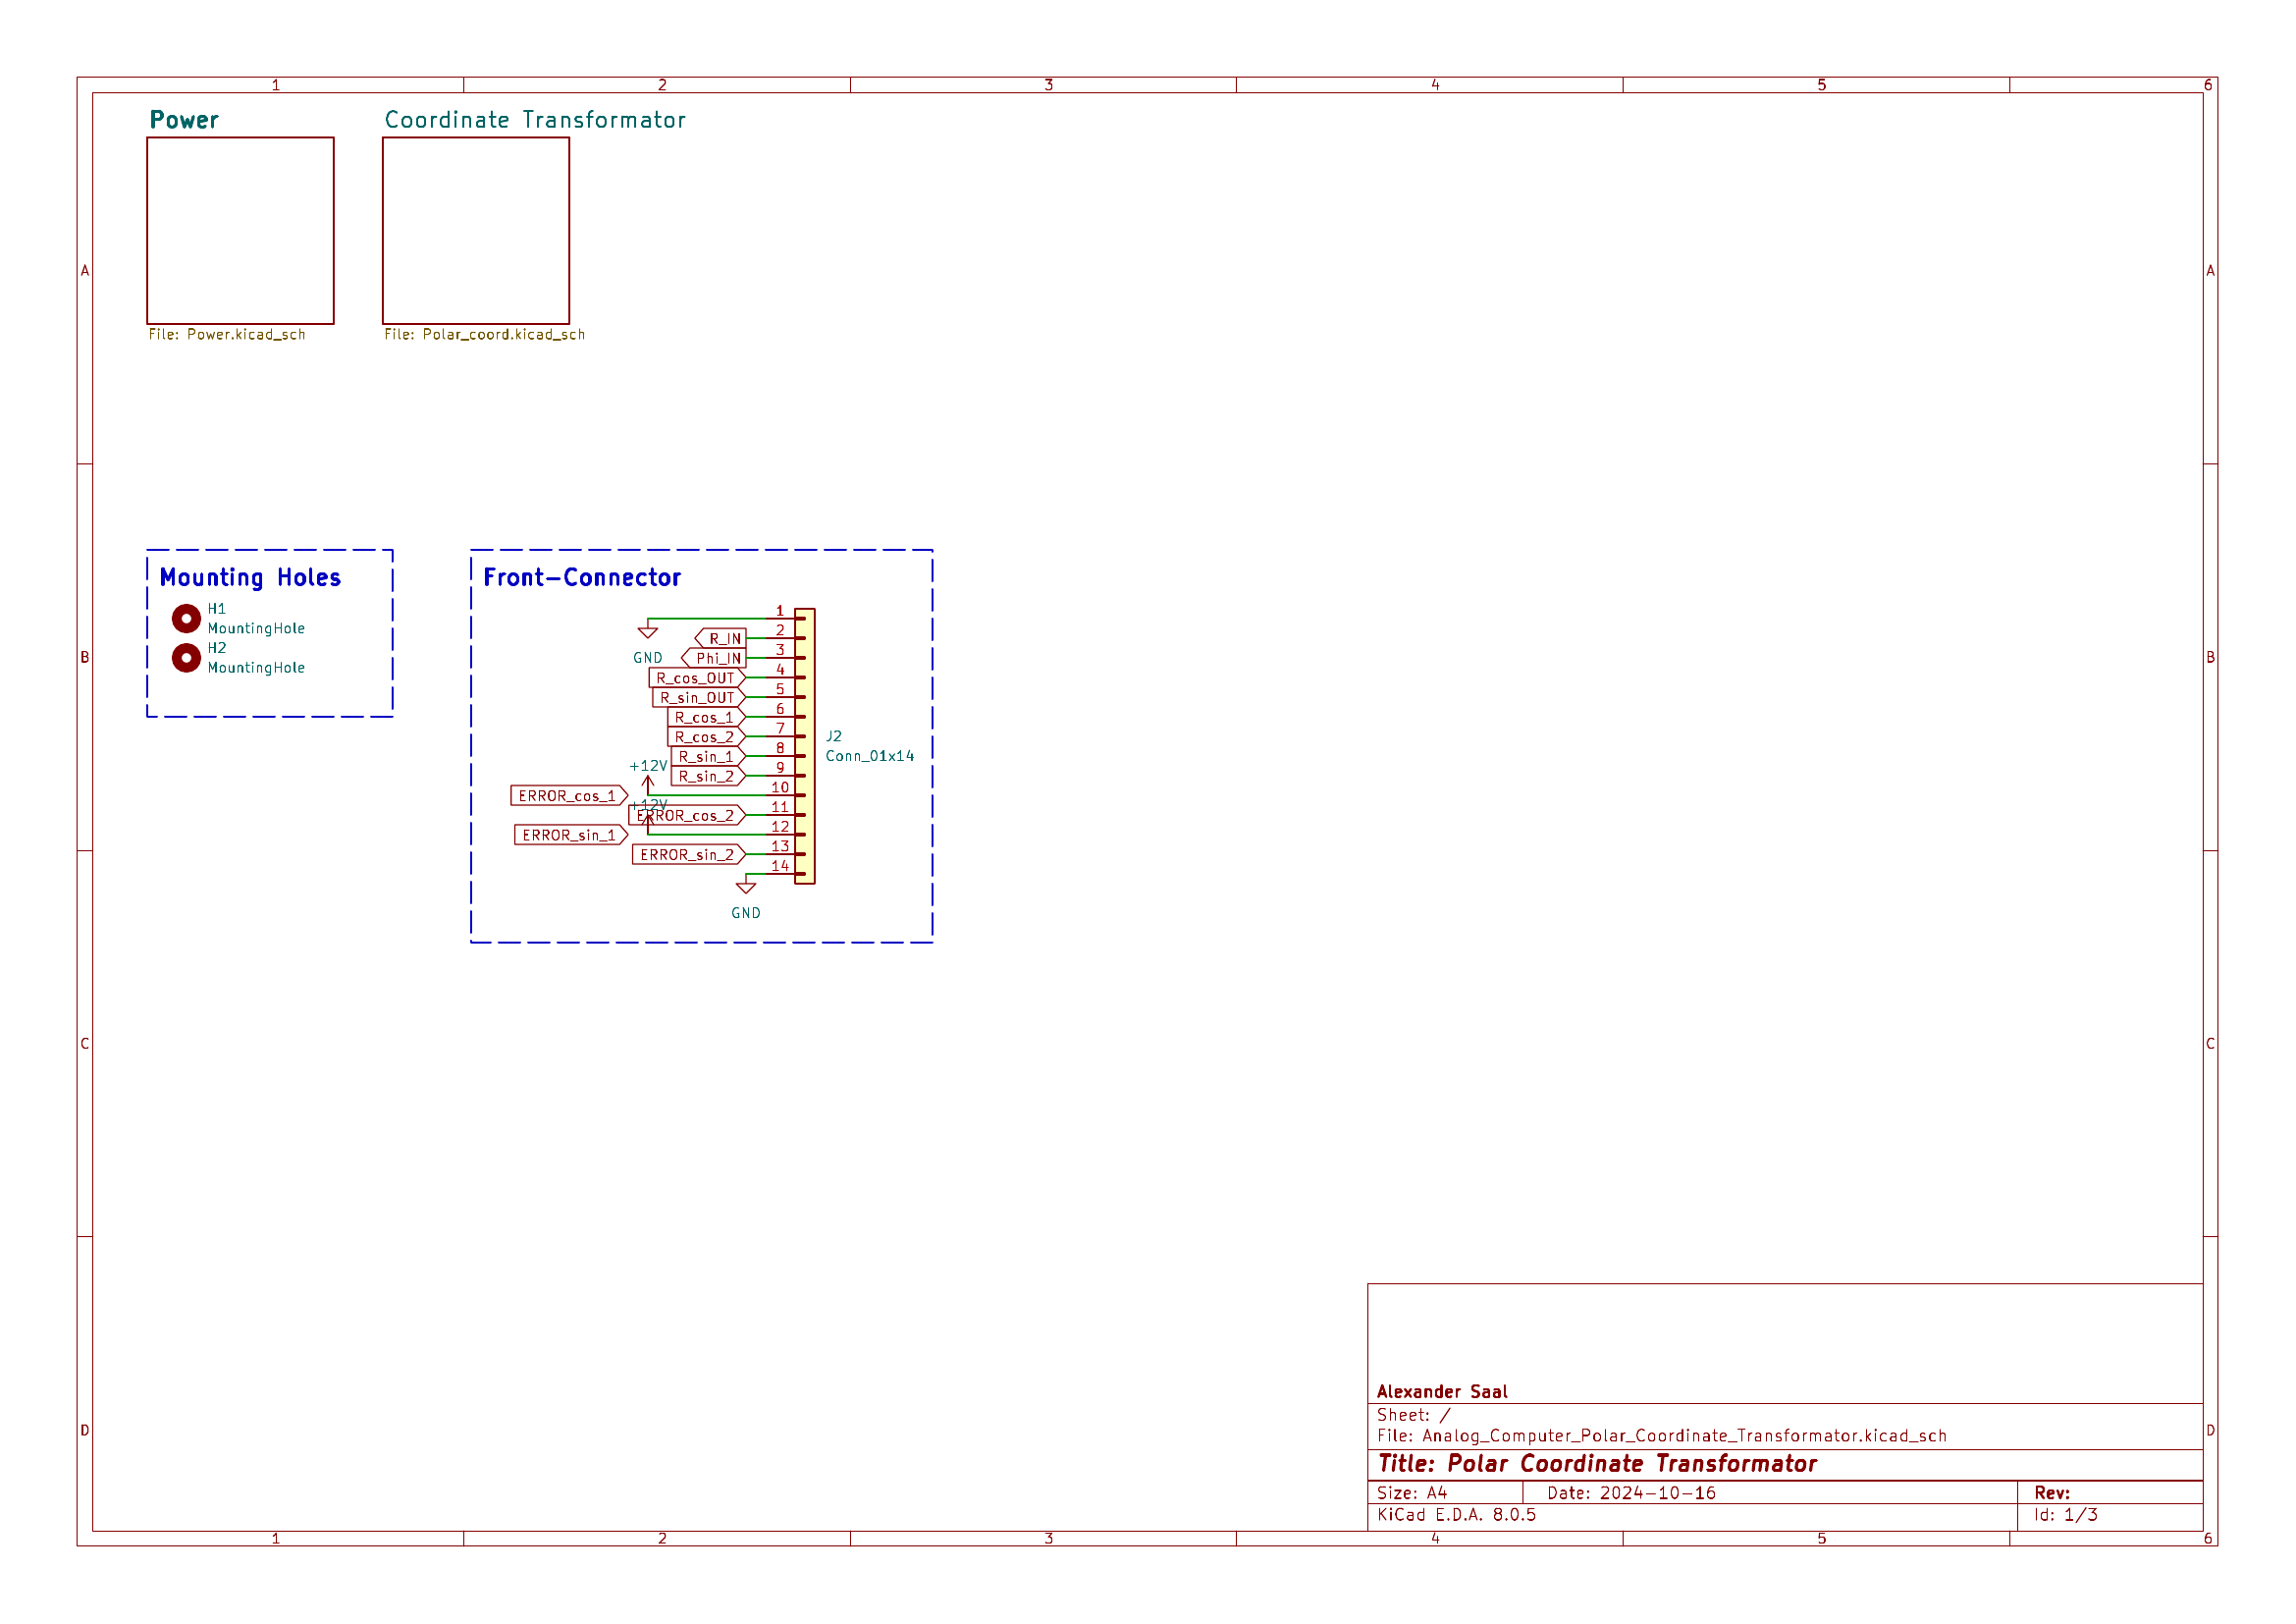 1 2 3 4 5 6
Power
Coordinate Transformator
File: Power.kicad_sch
File: Polar_coord.kicad_sch
A A
Mounting Holes
H1
MountingHole
H2
MountingHole
B B
Front-Connector
1
2
R_IN
3
GND
Phi_IN
4
R_cos_OUT
5
R_sin_OUT
6
R_cos_1
7
R_cos_2
J2
8
R_sin_1
Conn_01x14
9
+12V
R_sin_2
10
ERROR_cos_1
+12V
11
ERROR_cos_2
12
ERROR_sin_1
13
ERROR_sin_2
14
GND
C C
Alexander Saal
Sheet: /
File: Analog_Computer_Polar_Coordinate_Transformator.kicad_sch
D D
Title: Polar Coordinate Transformator
Size: A4 Date: 2024-10-16 Rev:
KiCad E.D.A. 8.0.5 Id: 1/3
1 2 3 4 5 6